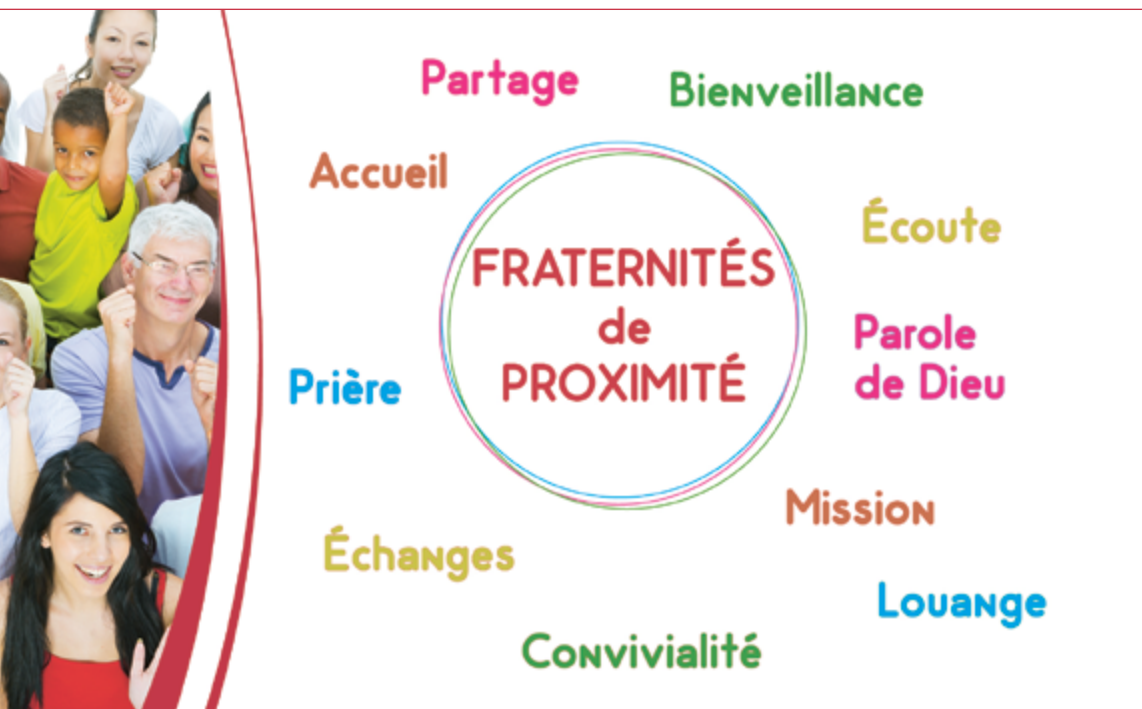 Partage
Bienveillance
Accueil
Écoute
FRATERNITÉS
de
PROXIMITÉ
Parole
de Dieu
Prière
Mission
Échanges
Louange
Convivialité